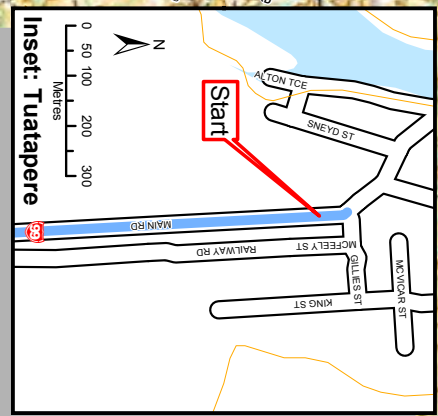 Inset: Tuatapere
0 50 100 200 300
Metres
N
Start
ALTON TCE
SNEYD ST
MAIN RD
99
RAILWAY RD
MCFEELY ST
GILLIES ST
MCVICAR ST
KING ST